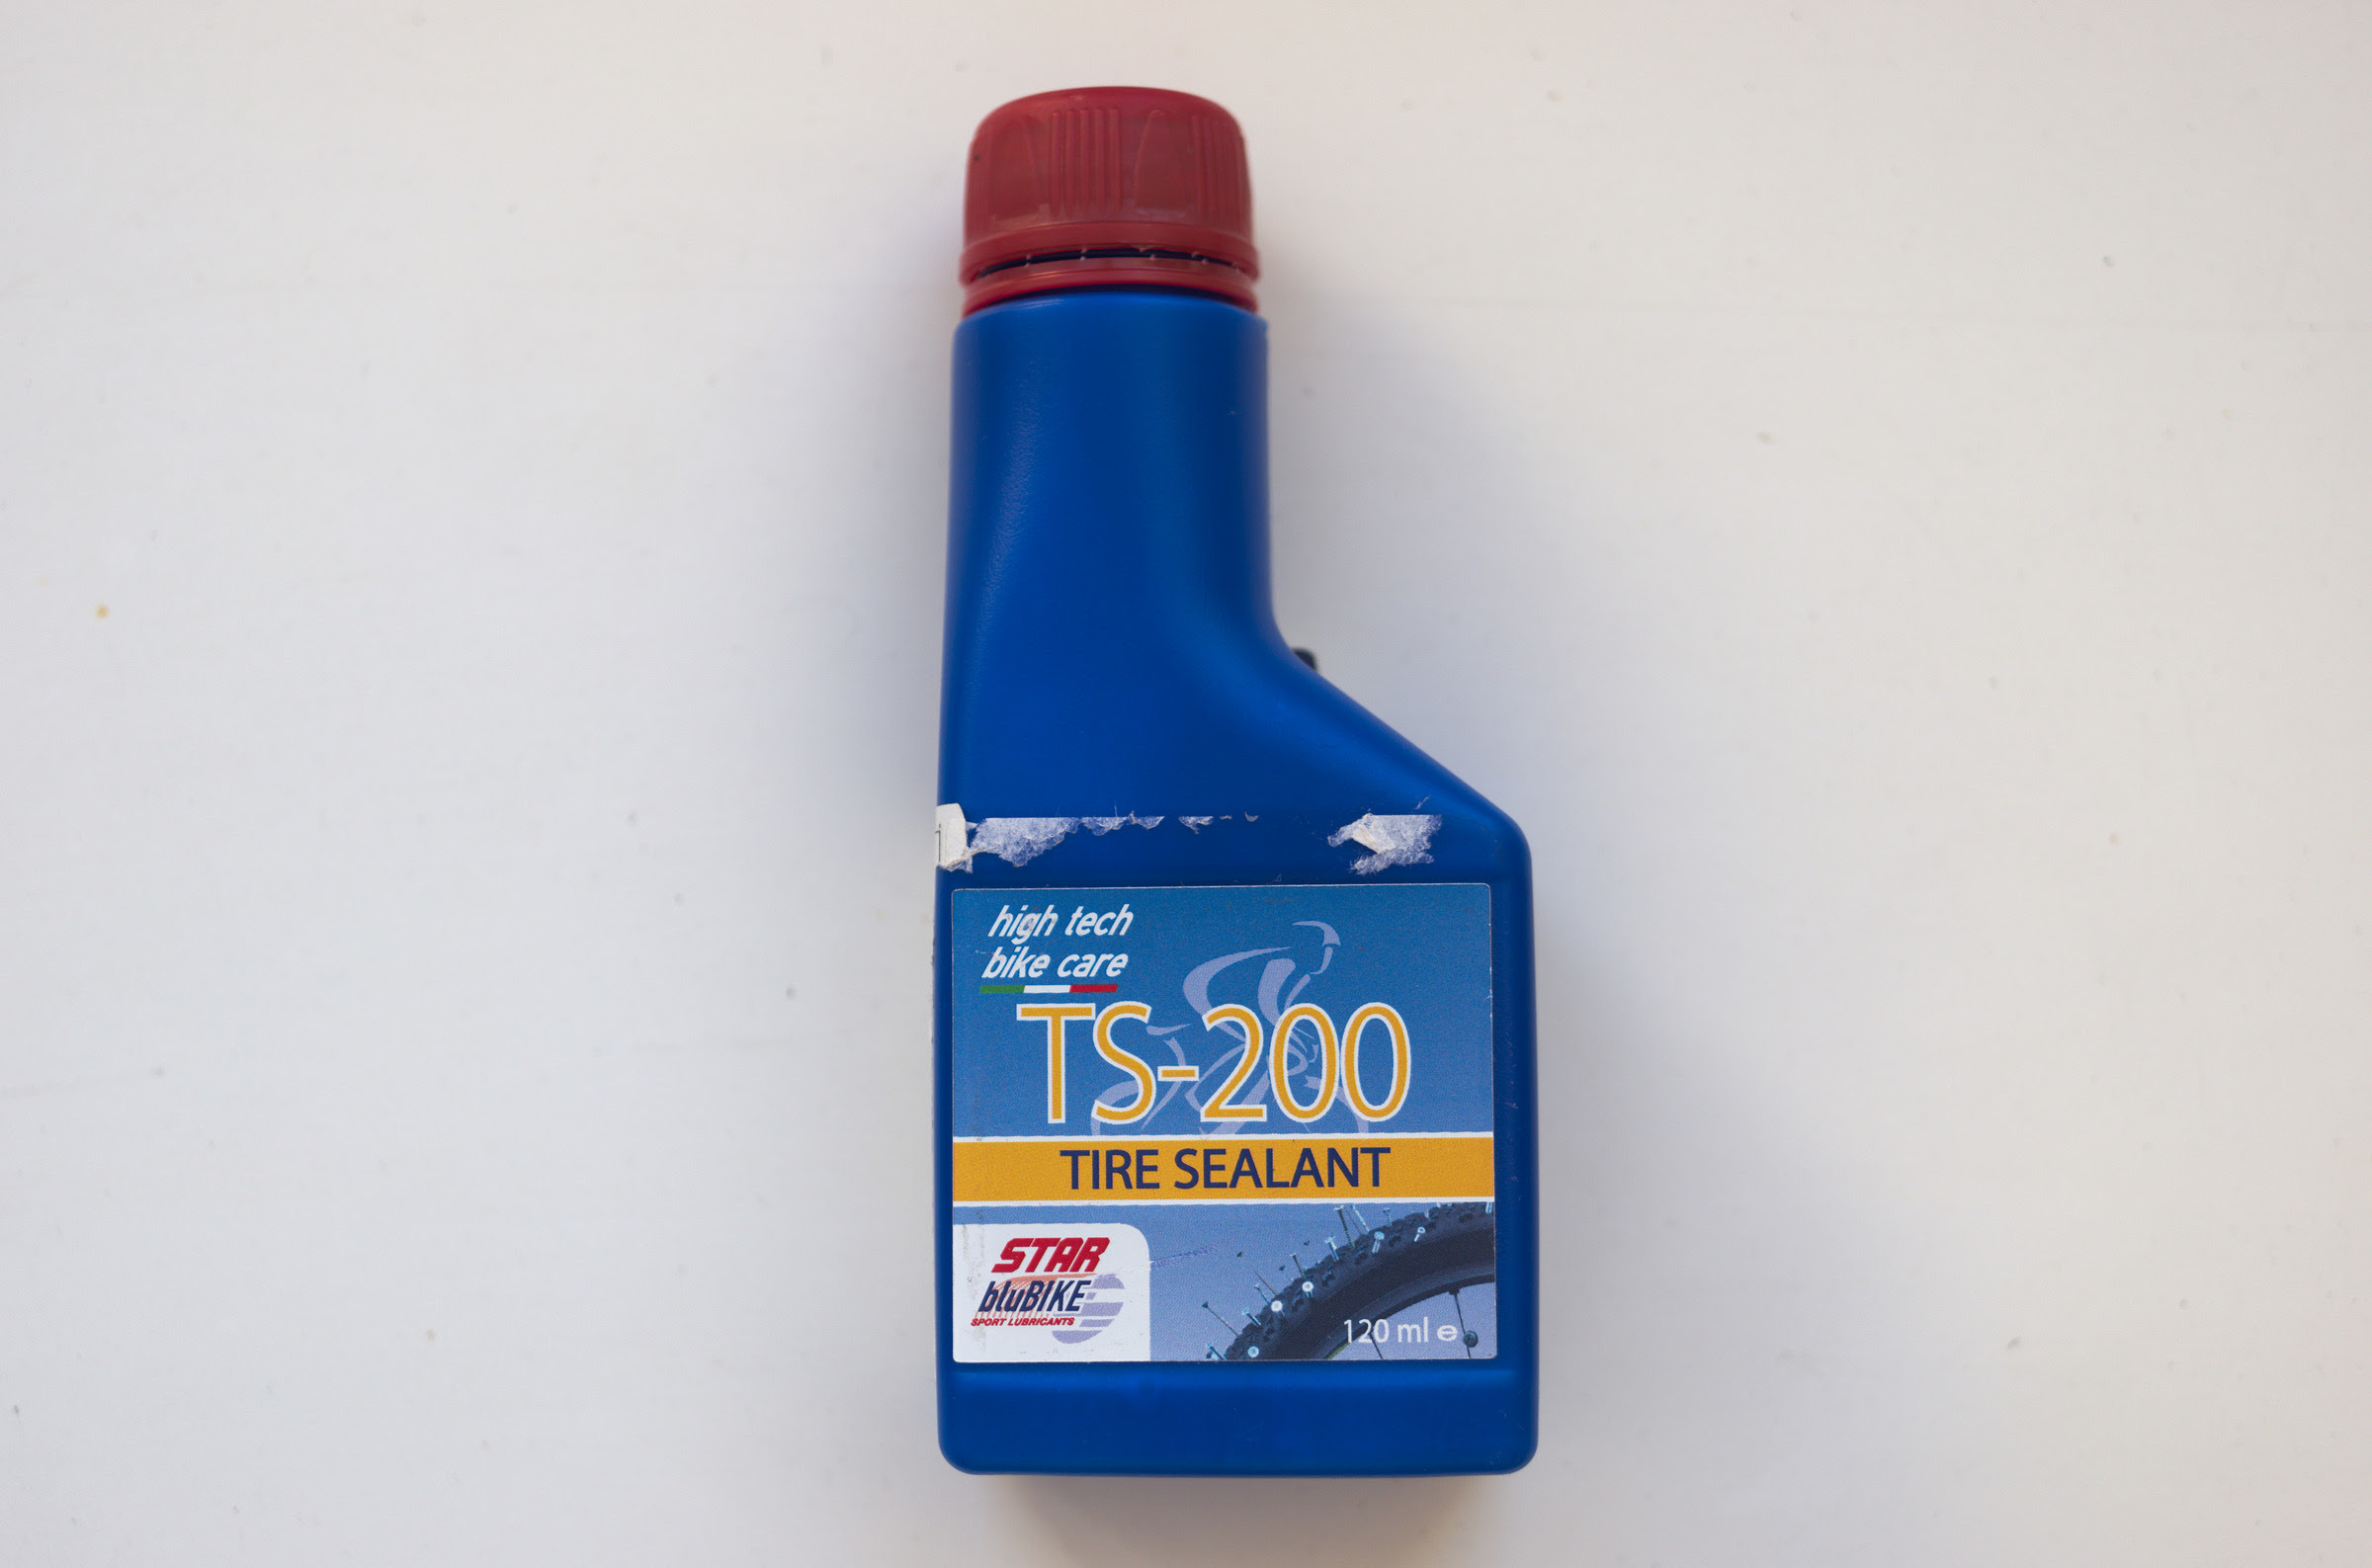 high tech
bike care
TS-200
TIRE SEALANT
STAR
bluBIKE
SPORT LUBRICANTS
120 ml ℮